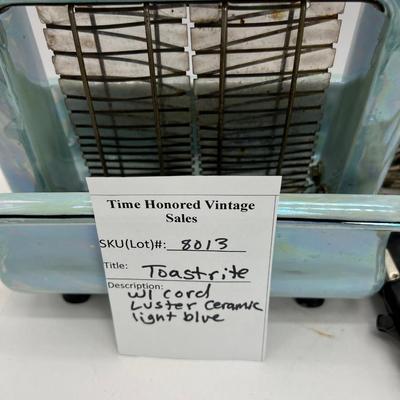 Time Honored Vintage
Sales
SKU(Lot)#: 8013
Title: Toastrite
Description:
w/ cord
Luster Ceramic
light blue